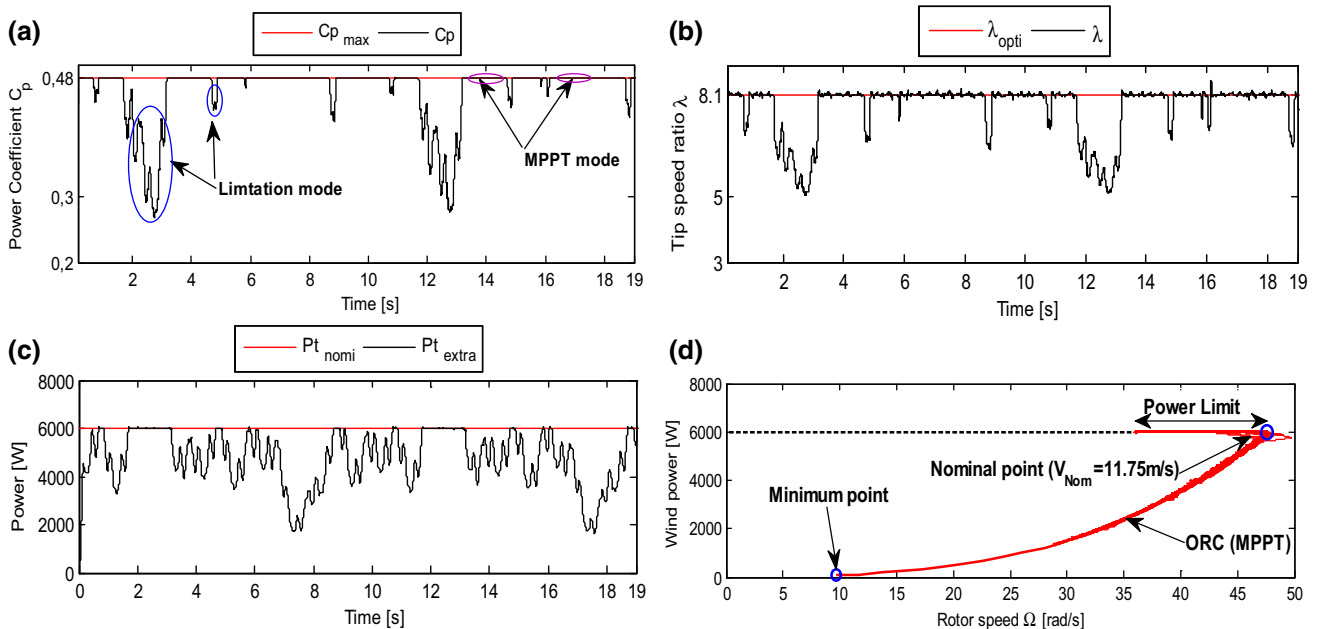 (a)
Cp max Cp
Power Coefficient Cp
0,48
0,3
0,2
MPPT mode
Limtation mode
2 4 6 8 10 12 14 16 18 19
Time [s]
(b)
λopti λ
Tip speed ratio λ
8.1
5
3
2 4 6 8 10 12 14 16 18 19
Time [s]
(c)
Pt nomi Pt extra
Power [W]
8000
6000
4000
2000
0
0 2 4 6 8 10 12 14 16 18 19
Time [s]
(d)
Wind power [W]
8000
6000
4000
2000
0
Power Limit
Nominal point (VNom=11.75m/s)
Minimum point
ORC (MPPT)
0 5 10 15 20 25 30 35 40 45 50
Rotor speed Ω [rad/s]